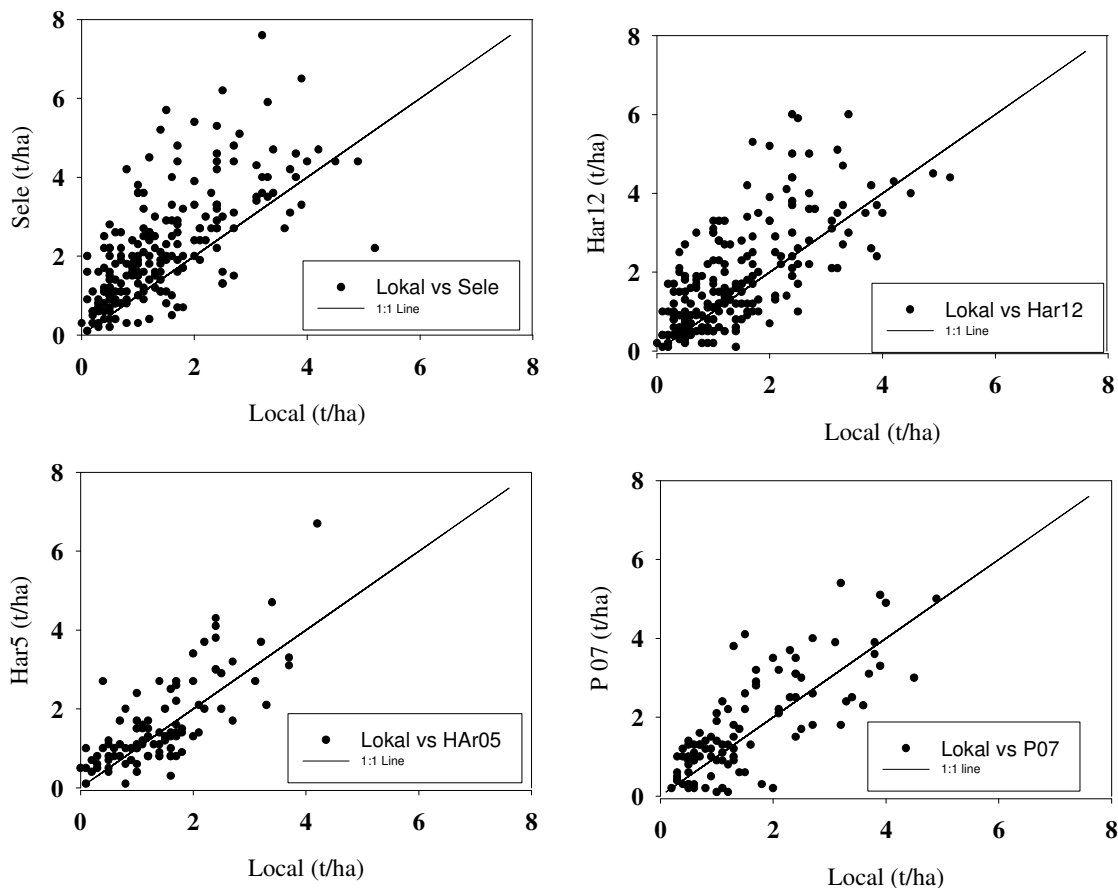 8
6
4
2
0
Sele (t/ha)
Lokal vs Sele
1:1 Line
0 2 4 6 8
Local (t/ha)
8
6
4
2
0
Har12 (t/ha)
Lokal vs Har12
1:1 Line
0 2 4 6 8
Local (t/ha)
8
6
4
2
0
Har5 (t/ha)
Lokal vs HAr05
1:1 Line
0 2 4 6 8
Local (t/ha)
8
6
4
2
0
P 07 (t/ha)
Lokal vs P07
1:1 line
0 2 4 6 8
Local (t/ha)